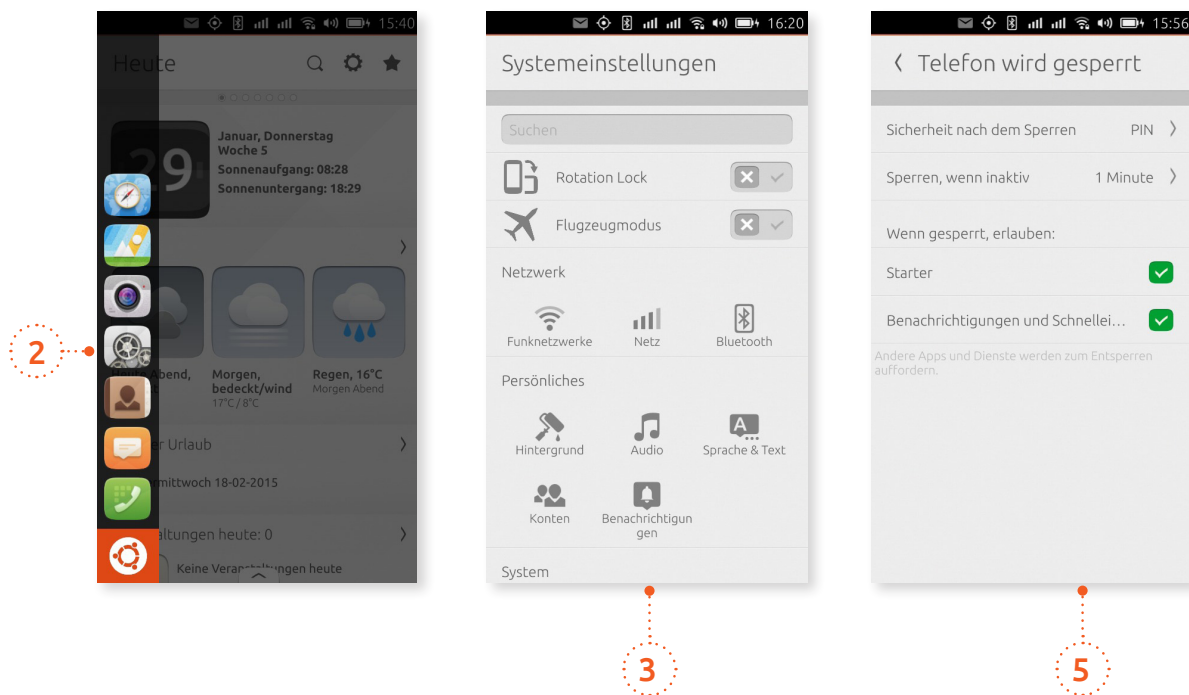 15:40
Heute
29
Januar, Donnerstag
Woche 5
Sonnenaufgang: 08:28
Sonnenuntergang: 18:29
Abend,
Morgen,
bedeckt/wind
17°C / 8°C
Regen, 16°C
Morgen Abend
Urlaub
mittwoch 18-02-2015
heute: 0
Keine Veranstaltungen heute
2
16:20
Systemeinstellungen
Suchen
Rotation Lock
Flugzeugmodus
Netzwerk
Funknetzwerke
Netz
Bluetooth
Persönliches
Hintergrund
Audio
A
Sprache & Text
Konten
Benachrichtigun
gen
System
3
15:56
Telefon wird gesperrt
Sicherheit nach dem Sperren PIN
Sperren, wenn inaktiv 1 Minute
Wenn gesperrt, erlauben:
Starter
Benachrichtigungen und Schnellei...
Andere Apps und Dienste werden zum Entsperren
auffordern.
5